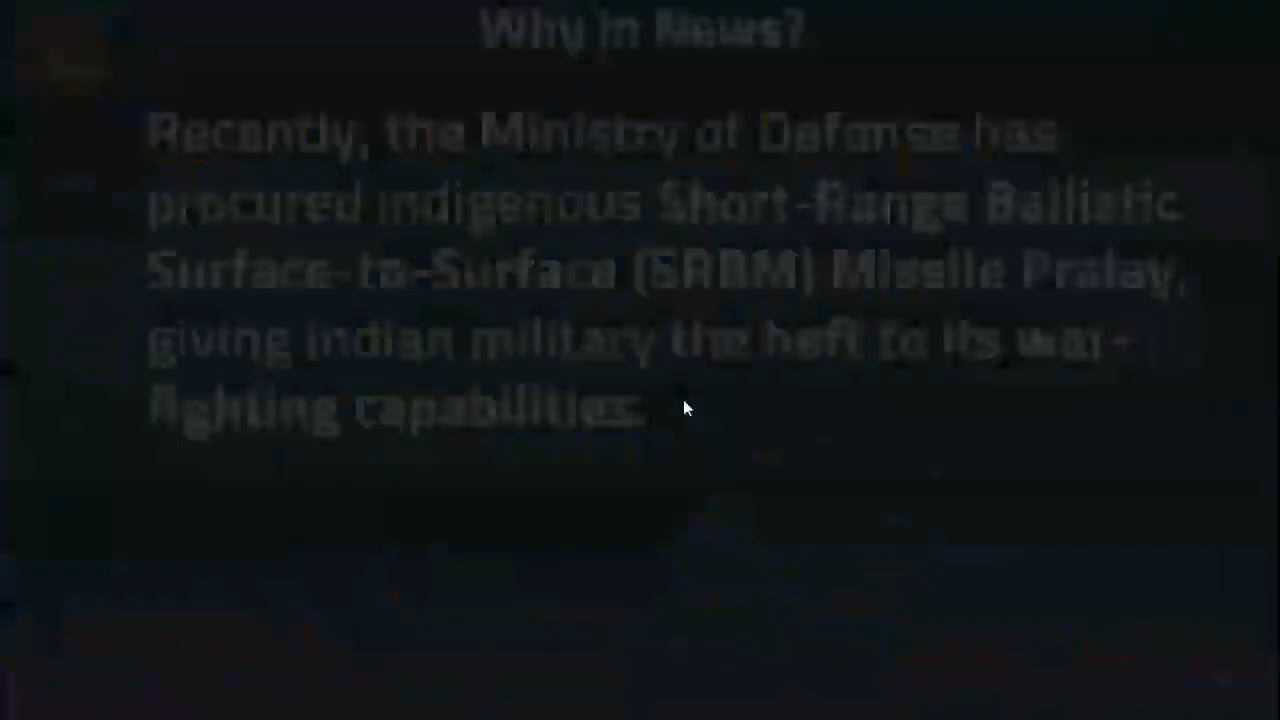 Why in News?
Recently, the Ministry of Defense has
procured indigenous Short-Range Ballistic
Surface-to-Surface (SRBM) Missile Pralay,
giving Indian military the heft to its war-
fighting capabilities.